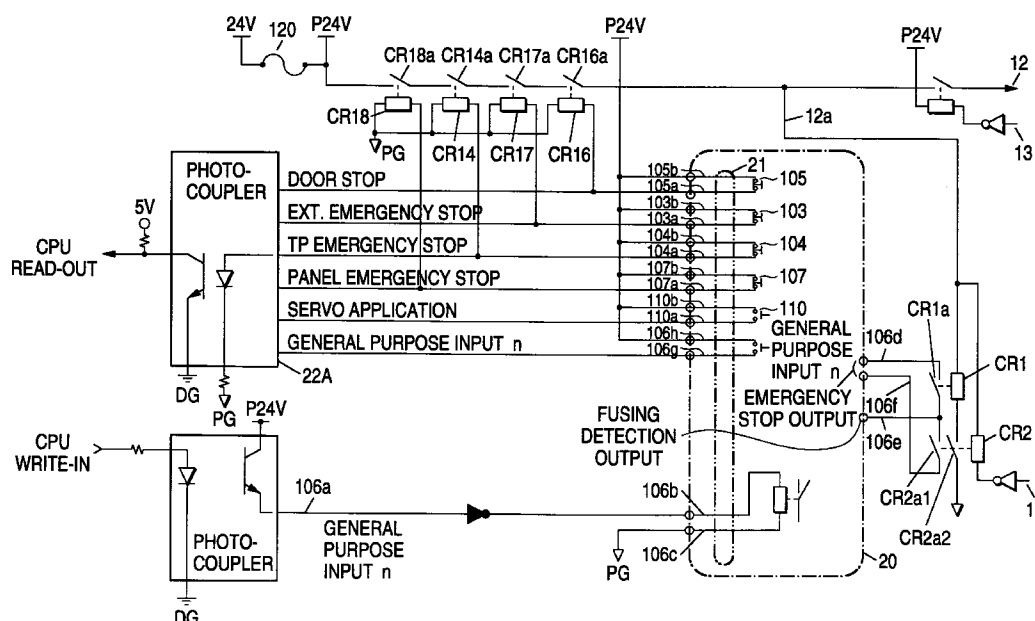 24V
120
P24V
CR18a
CR14a
CR17a
CR16a
P24V
P24V
12
CR18
CR14
CR17
CR16
PG
12a
13
PHOTO-
COUPLER
5V
CPU
READ-OUT
DOOR STOP
EXT. EMERGENCY STOP
TP EMERGENCY STOP
PANEL EMERGENCY STOP
SERVO APPLICATION
GENERAL PURPOSE INPUT n
105b
105a
103b
103a
104b
104a
107b
107a
110b
110a
106h
106g
21
105
103
104
107
110
GENERAL
PURPOSE
INPUT n
EMERGENCY
STOP OUTPUT
106d
106f
106e
CR1a
CR1
CR2
CR2a1
CR2a2
1
DG
PG
22A
FUSING
DETECTION
OUTPUT
CPU
WRITE-IN
P24V
PHOTO-
COUPLER
DG
106a
GENERAL
PURPOSE
INPUT n
106b
106c
PG
20